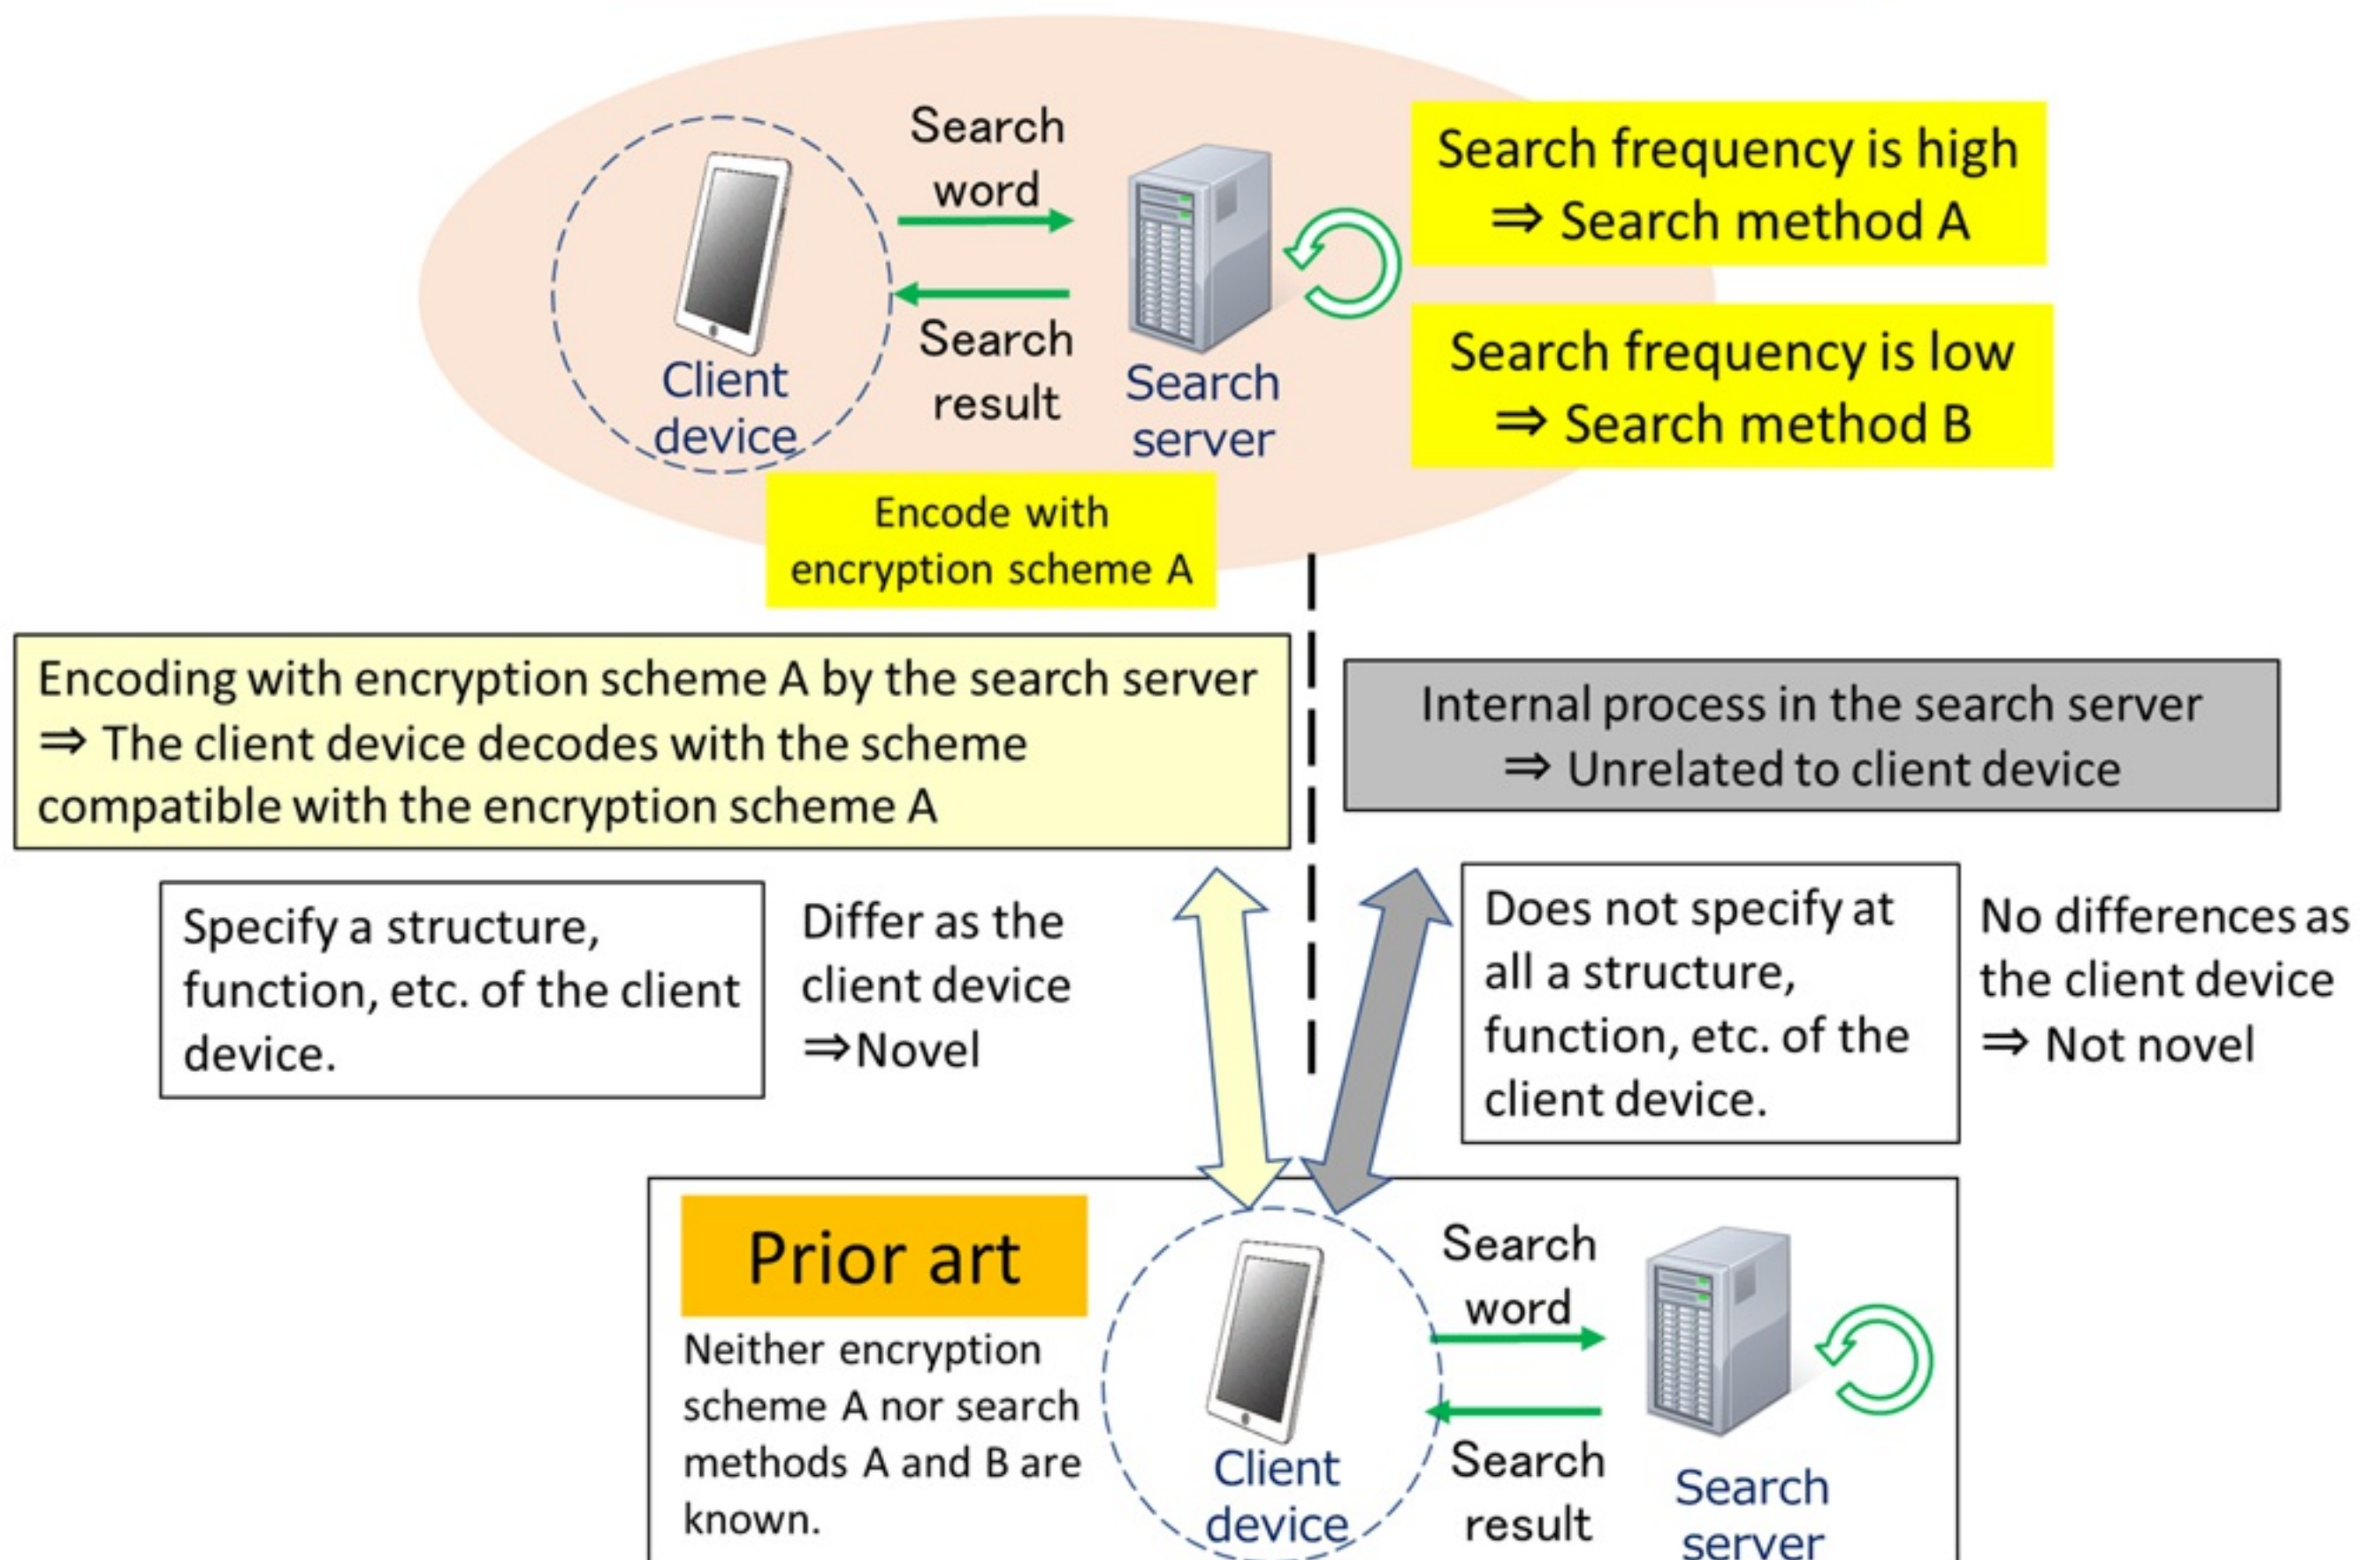 Search
word
Search
result
Client
device
Search
server
Search frequency is high
⇒ Search method A
Search frequency is low
⇒ Search method B
Encode with
encryption scheme A
Encoding with encryption scheme A by the search server
⇒ The client device decodes with the scheme
compatible with the encryption scheme A
Internal process in the search server
⇒ Unrelated to client device
Specify a structure,
function, etc. of the client
device.
Differ as the
client device
⇒Novel
Does not specify at
all a structure,
function, etc. of the
client device.
No differences as
the client device
⇒ Not novel
Prior art
Neither encryption
scheme A nor search
methods A and B are
known.
Client
device
Search
word
Search
result
Search
server